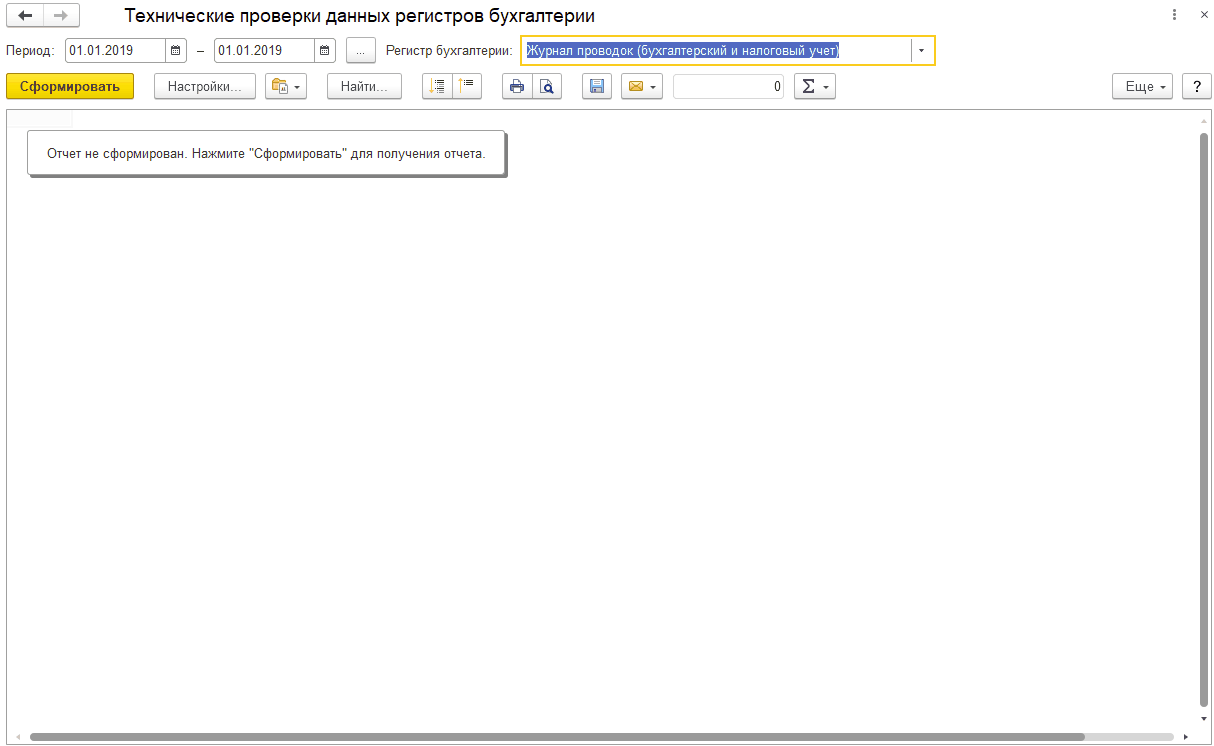 Технические проверки данных регистров бухгалтерии
Период: 01.01.2019 – 01.01.2019 ... Регистр бухгалтерии: Журнал проводок (бухгалтерский и налоговый учет)
Сформировать Настройки... Найти... 0 Σ Еще ?
Отчет не сформирован. Нажмите "Сформировать" для получения отчета.